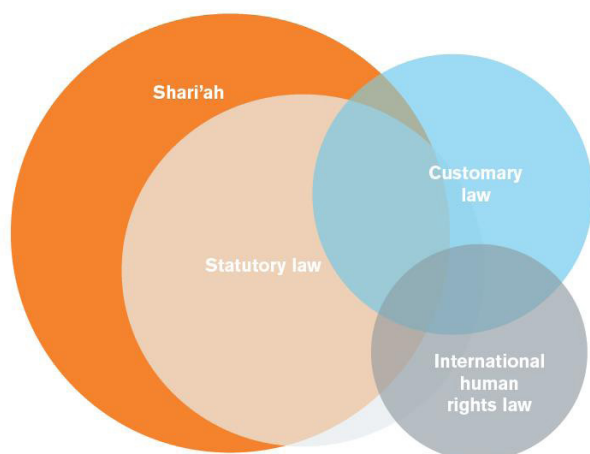 Shari'ah
Customary
law
Statutory law
International
human
rights law